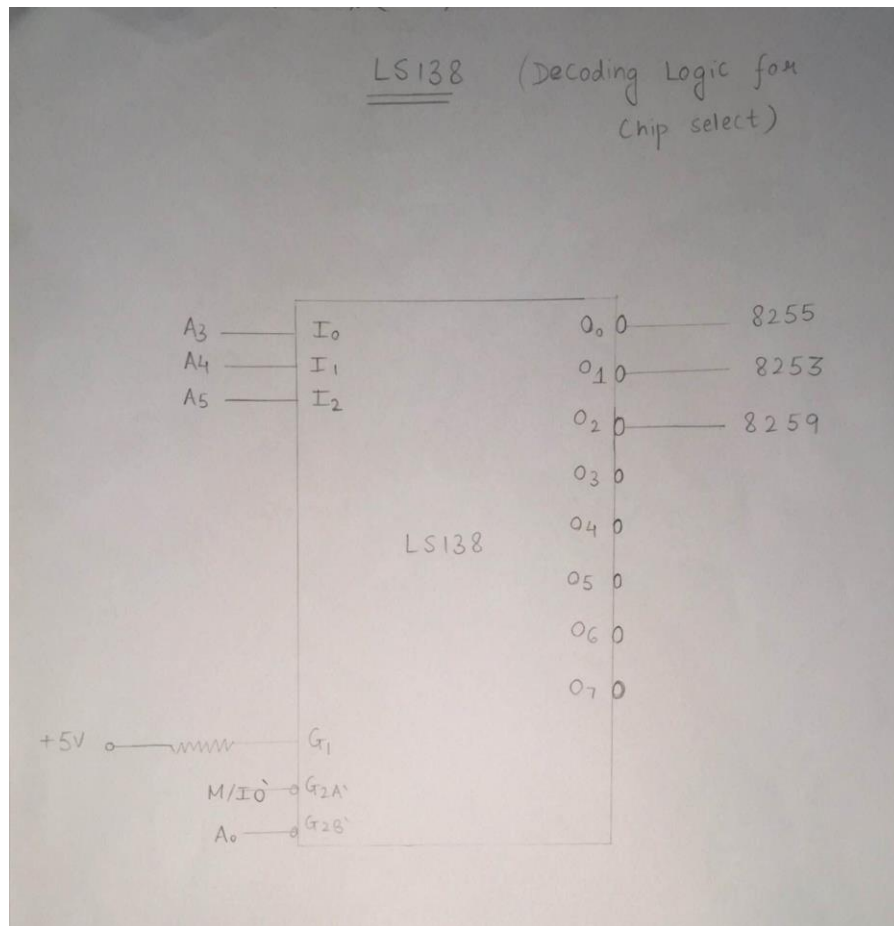 LS138 (Decoding Logic for
Chip select)
A3 I0 O0 8255
A4 I1 O1 8253
A5 I2 O2 8259
O3
O4
LS138
O5
O6
O7
+5V G1
M/IO` G2A`
A0 G2B`